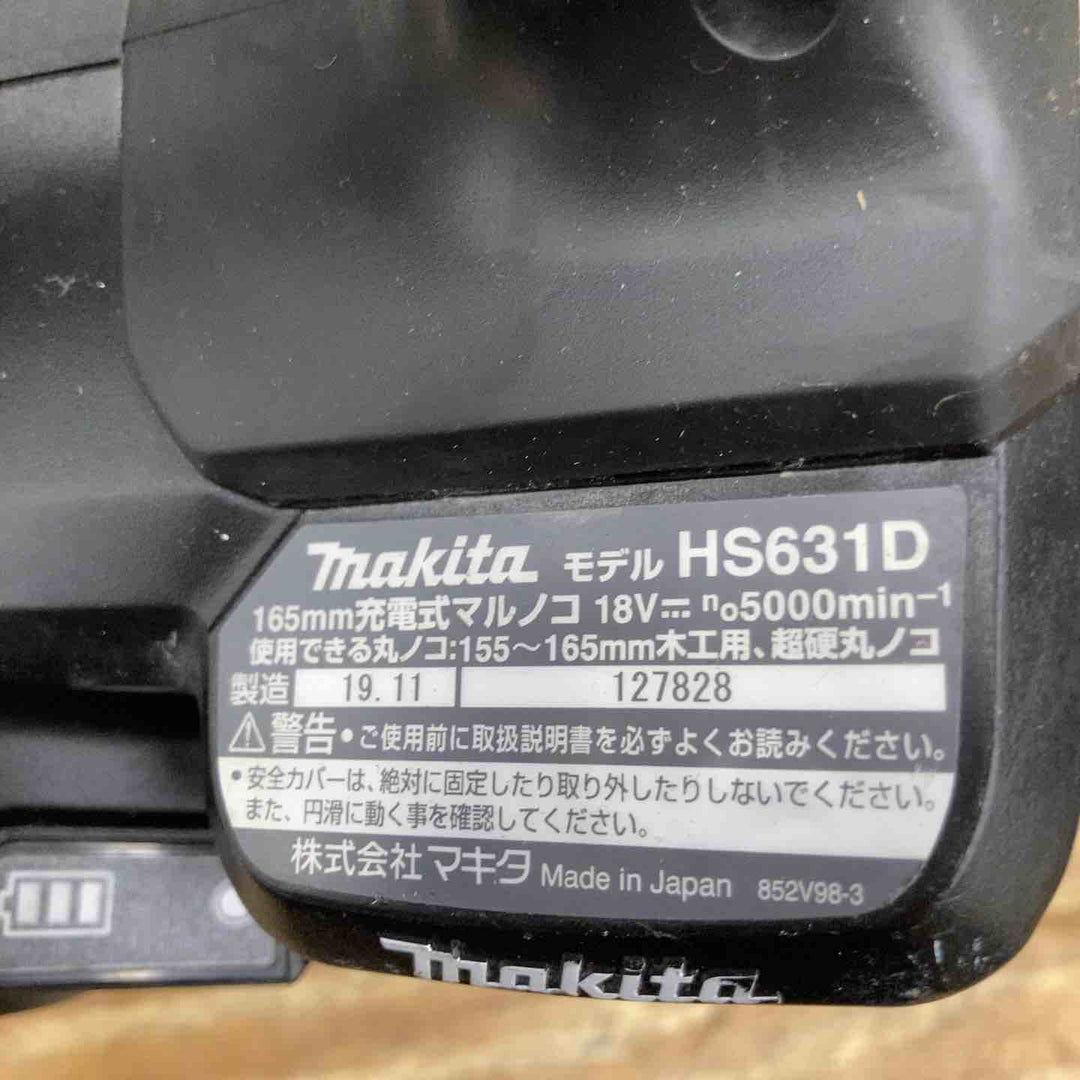 makita モデル HS631D
165mm充電式マルノコ 18V⎓ n₀5000min⁻¹
使用できる丸ノコ:155～165mm木工用、超硬丸ノコ
製造 19.11 127828
⚠警告・ご使用前に取扱説明書を必ずよくお読みください。
・安全カバーは、絶対に固定したり取り外したりしないでください。
また、円滑に動く事を確認してください。
株式会社マキタ Made in Japan 852V98-3
makita